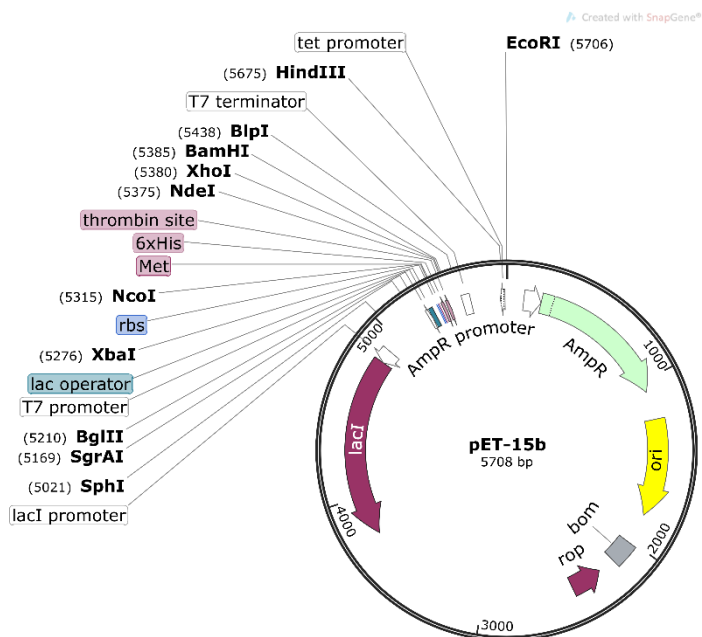 Created with SnapGene®
tet promoter
EcoRI (5706)
(5675) HindIII
T7 terminator
(5438) BlpI
(5385) BamHI
(5380) XhoI
(5375) NdeI
thrombin site
6xHis
Met
(5315) NcoI
rbs
(5276) XbaI
lac operator
T7 promoter
(5210) BglII
(5169) SgrAI
(5021) SphI
lacI promoter
AmpR promoter
AmpR
1000
5000
lacI
pET-15b
5708 bp
ori
4000
bom
2000
rop
3000